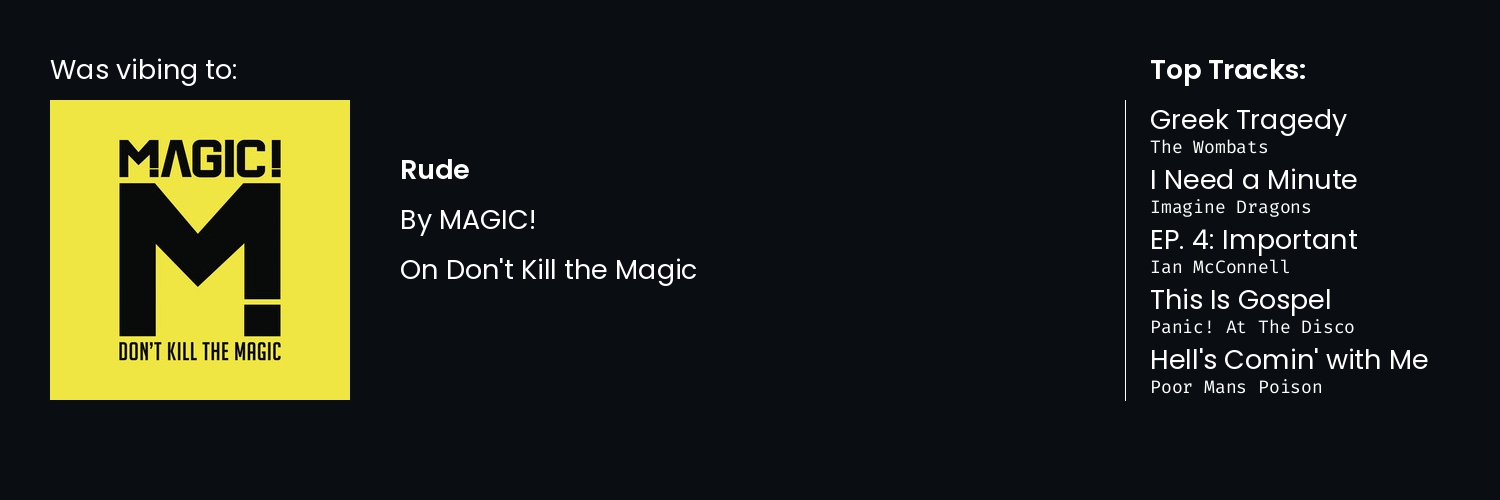 Was vibing to:
MAGIC!
M!
DON'T KILL THE MAGIC
Rude
By MAGIC!
On Don't Kill the Magic
Top Tracks:
Greek Tragedy
The Wombats
I Need a Minute
Imagine Dragons
EP. 4: Important
Ian McConnell
This Is Gospel
Panic! At The Disco
Hell's Comin' with Me
Poor Mans Poison